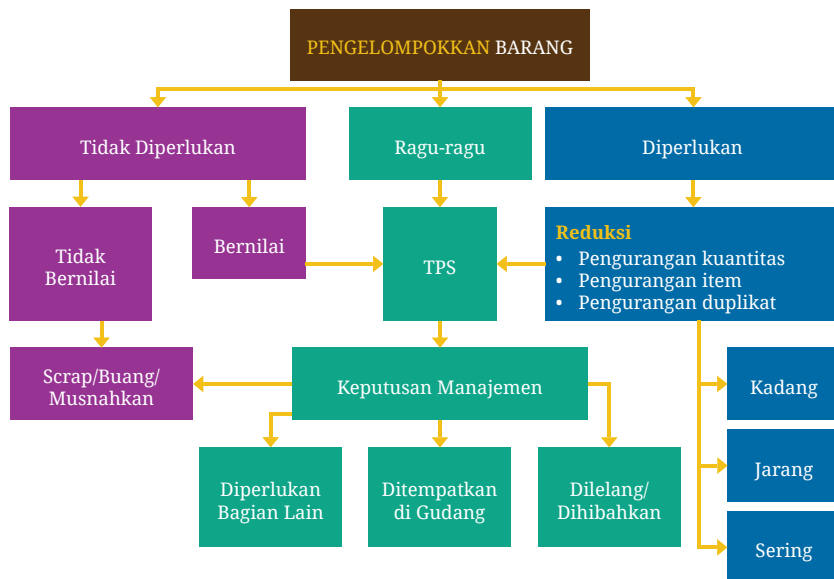 PENGELOMPOKKAN BARANG
Tidak Diperlukan
Ragu-ragu
Diperlukan
Tidak
Bernilai
Bernilai
TPS
Reduksi
• Pengurangan kuantitas
• Pengurangan item
• Pengurangan duplikat
Scrap/Buang/
Musnahkan
Keputusan Manajemen
Kadang
Diperlukan
Bagian Lain
Ditempatkan
di Gudang
Dilelang/
Dihibahkan
Jarang
Sering